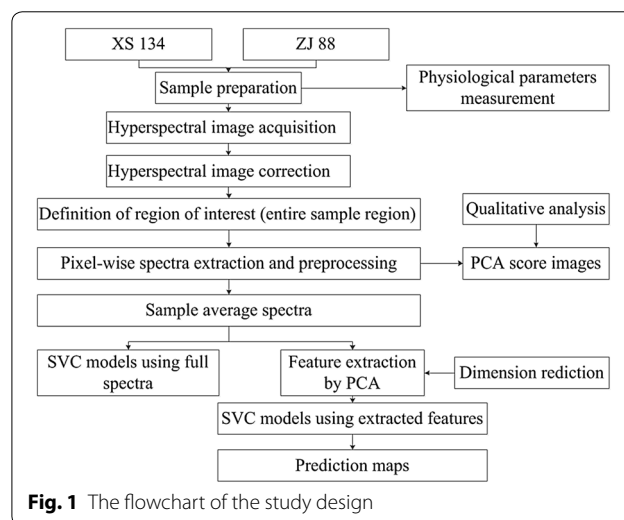 XS 134
ZJ 88
Sample preparation
Physiological parameters
measurement
Hyperspectral image acquisition
Hyperspectral image correction
Definition of region of interest (entire sample region)
Qualitative analysis
Pixel-wise spectra extraction and preprocessing
PCA score images
Sample average spectra
SVC models using full
spectra
Feature extraction
by PCA
Dimension rediction
SVC models using extracted features
Prediction maps
Fig. 1 The flowchart of the study design